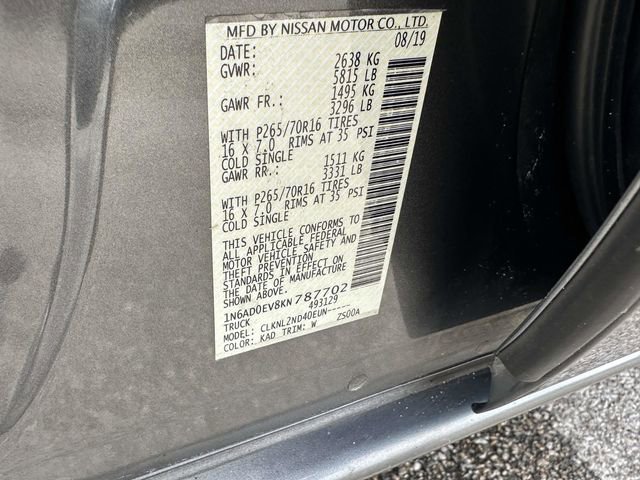 MFD BY NISSAN MOTOR CO., LTD.
DATE: 08/19
GVWR: 2638 KG
5815 LB
GAWR FR.: 1495 KG
3296 LB
WITH P265/70R16 TIRES
16 X 7.0 RIMS AT 35 PSI
COLD SINGLE
GAWR RR.: 1511 KG
3331 LB
WITH P265/70R16 TIRES
16 X 7.0 RIMS AT 35 PSI
COLD SINGLE
THIS VEHICLE CONFORMS TO
ALL APPLICABLE FEDERAL
MOTOR VEHICLE SAFETY AND
THEFT PREVENTION
STANDARDS IN EFFECT ON
THE DATE OF MANUFACTURE
SHOWN ABOVE.
1N6AD0EV8KN 787702
TRUCK 493129
MODEL: CLKNL2ND40EUN-----
COLOR: KAD TRIM: W ZS00A